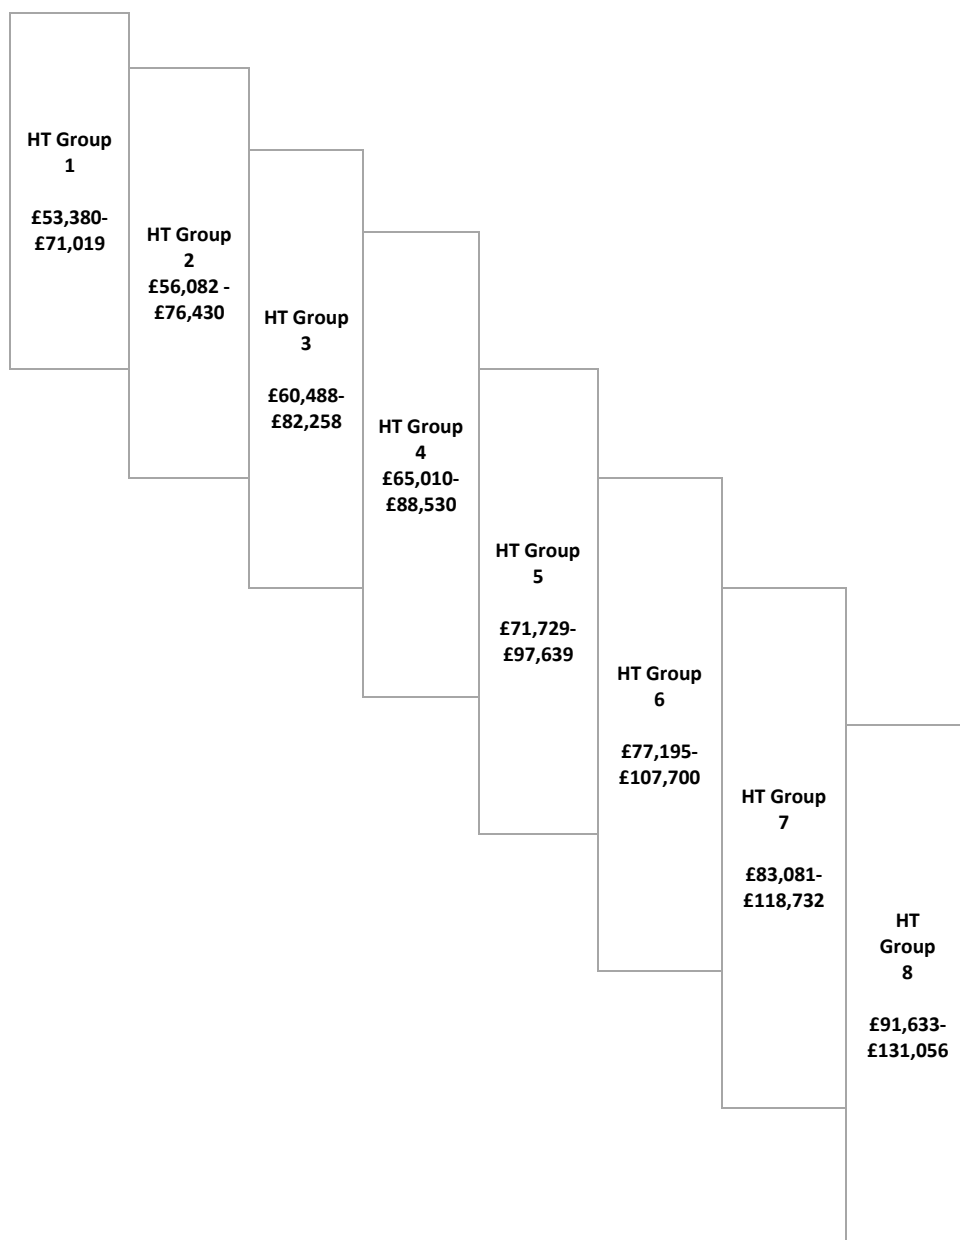 HT Group
1
£53,380-
£71,019
HT Group
2
£56,082 -
£76,430
HT Group
3
£60,488-
£82,258
HT Group
4
£65,010-
£88,530
HT Group
5
£71,729-
£97,639
HT Group
6
£77,195-
£107,700
HT Group
7
£83,081-
£118,732
HT
Group
8
£91,633-
£131,056